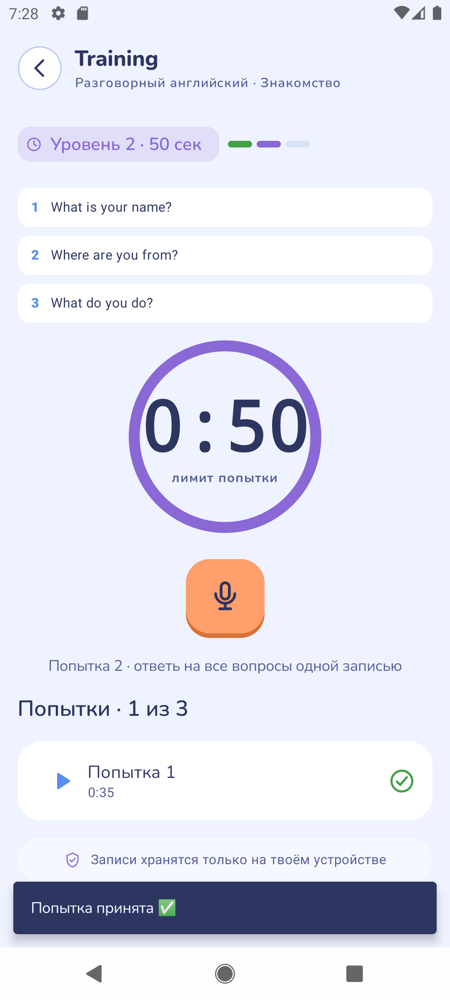 7:28
Training
Разговорный английский · Знакомство
Уровень 2 · 50 сек
1 What is your name?
2 Where are you from?
3 What do you do?
0:50
лимит попытки
Попытка 2 · ответь на все вопросы одной записью
Попытки · 1 из 3
Попытка 1
0:35
Записи хранятся только на твоём устройстве
Попытка принята ✅